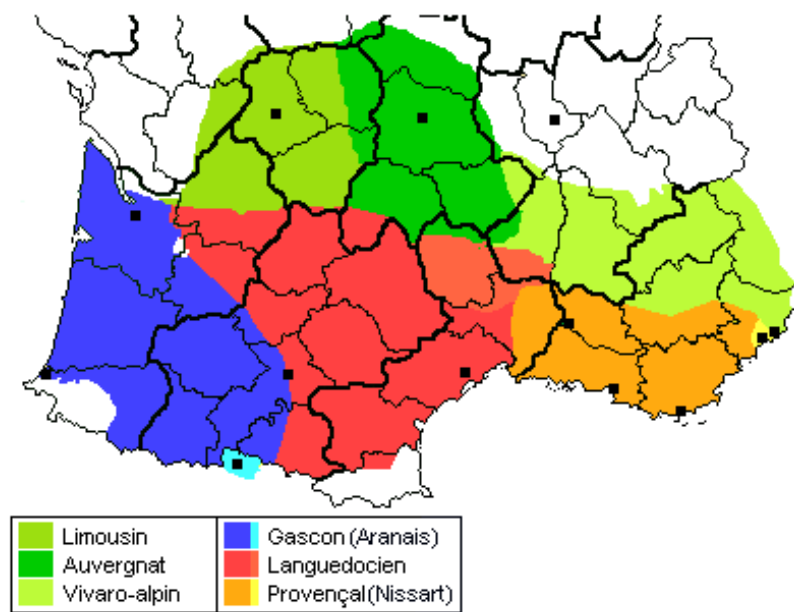 Limousin
Auvergnat
Vivaro-alpin
Gascon (Aranais)
Languedocien
Provençal(Nissart)